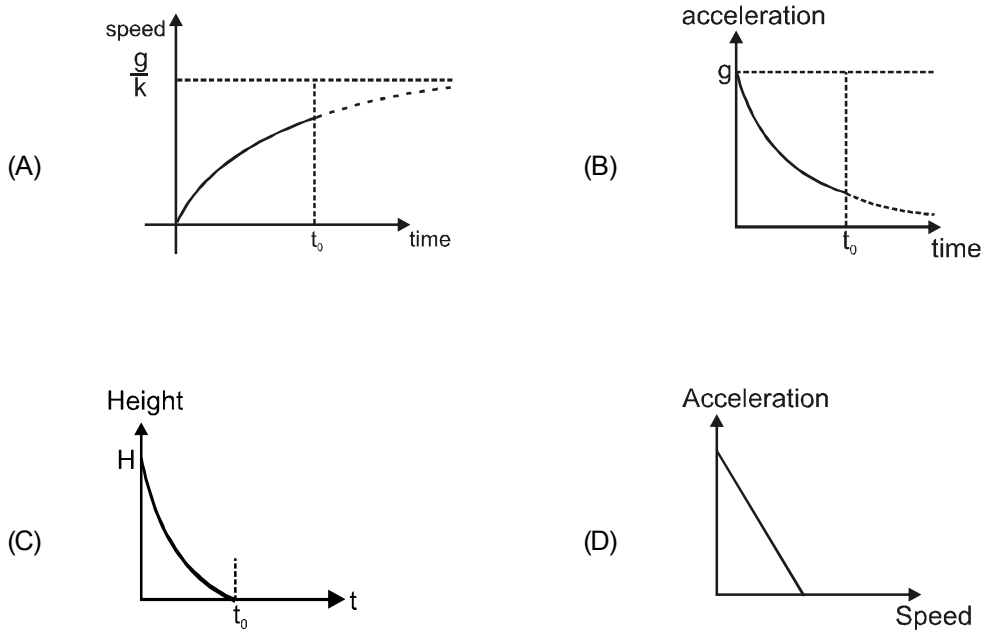 speed
g
k
(A)
t₀
time
acceleration
g
(B)
t₀
time
Height
H
(C)
t₀
t
Acceleration
(D)
Speed